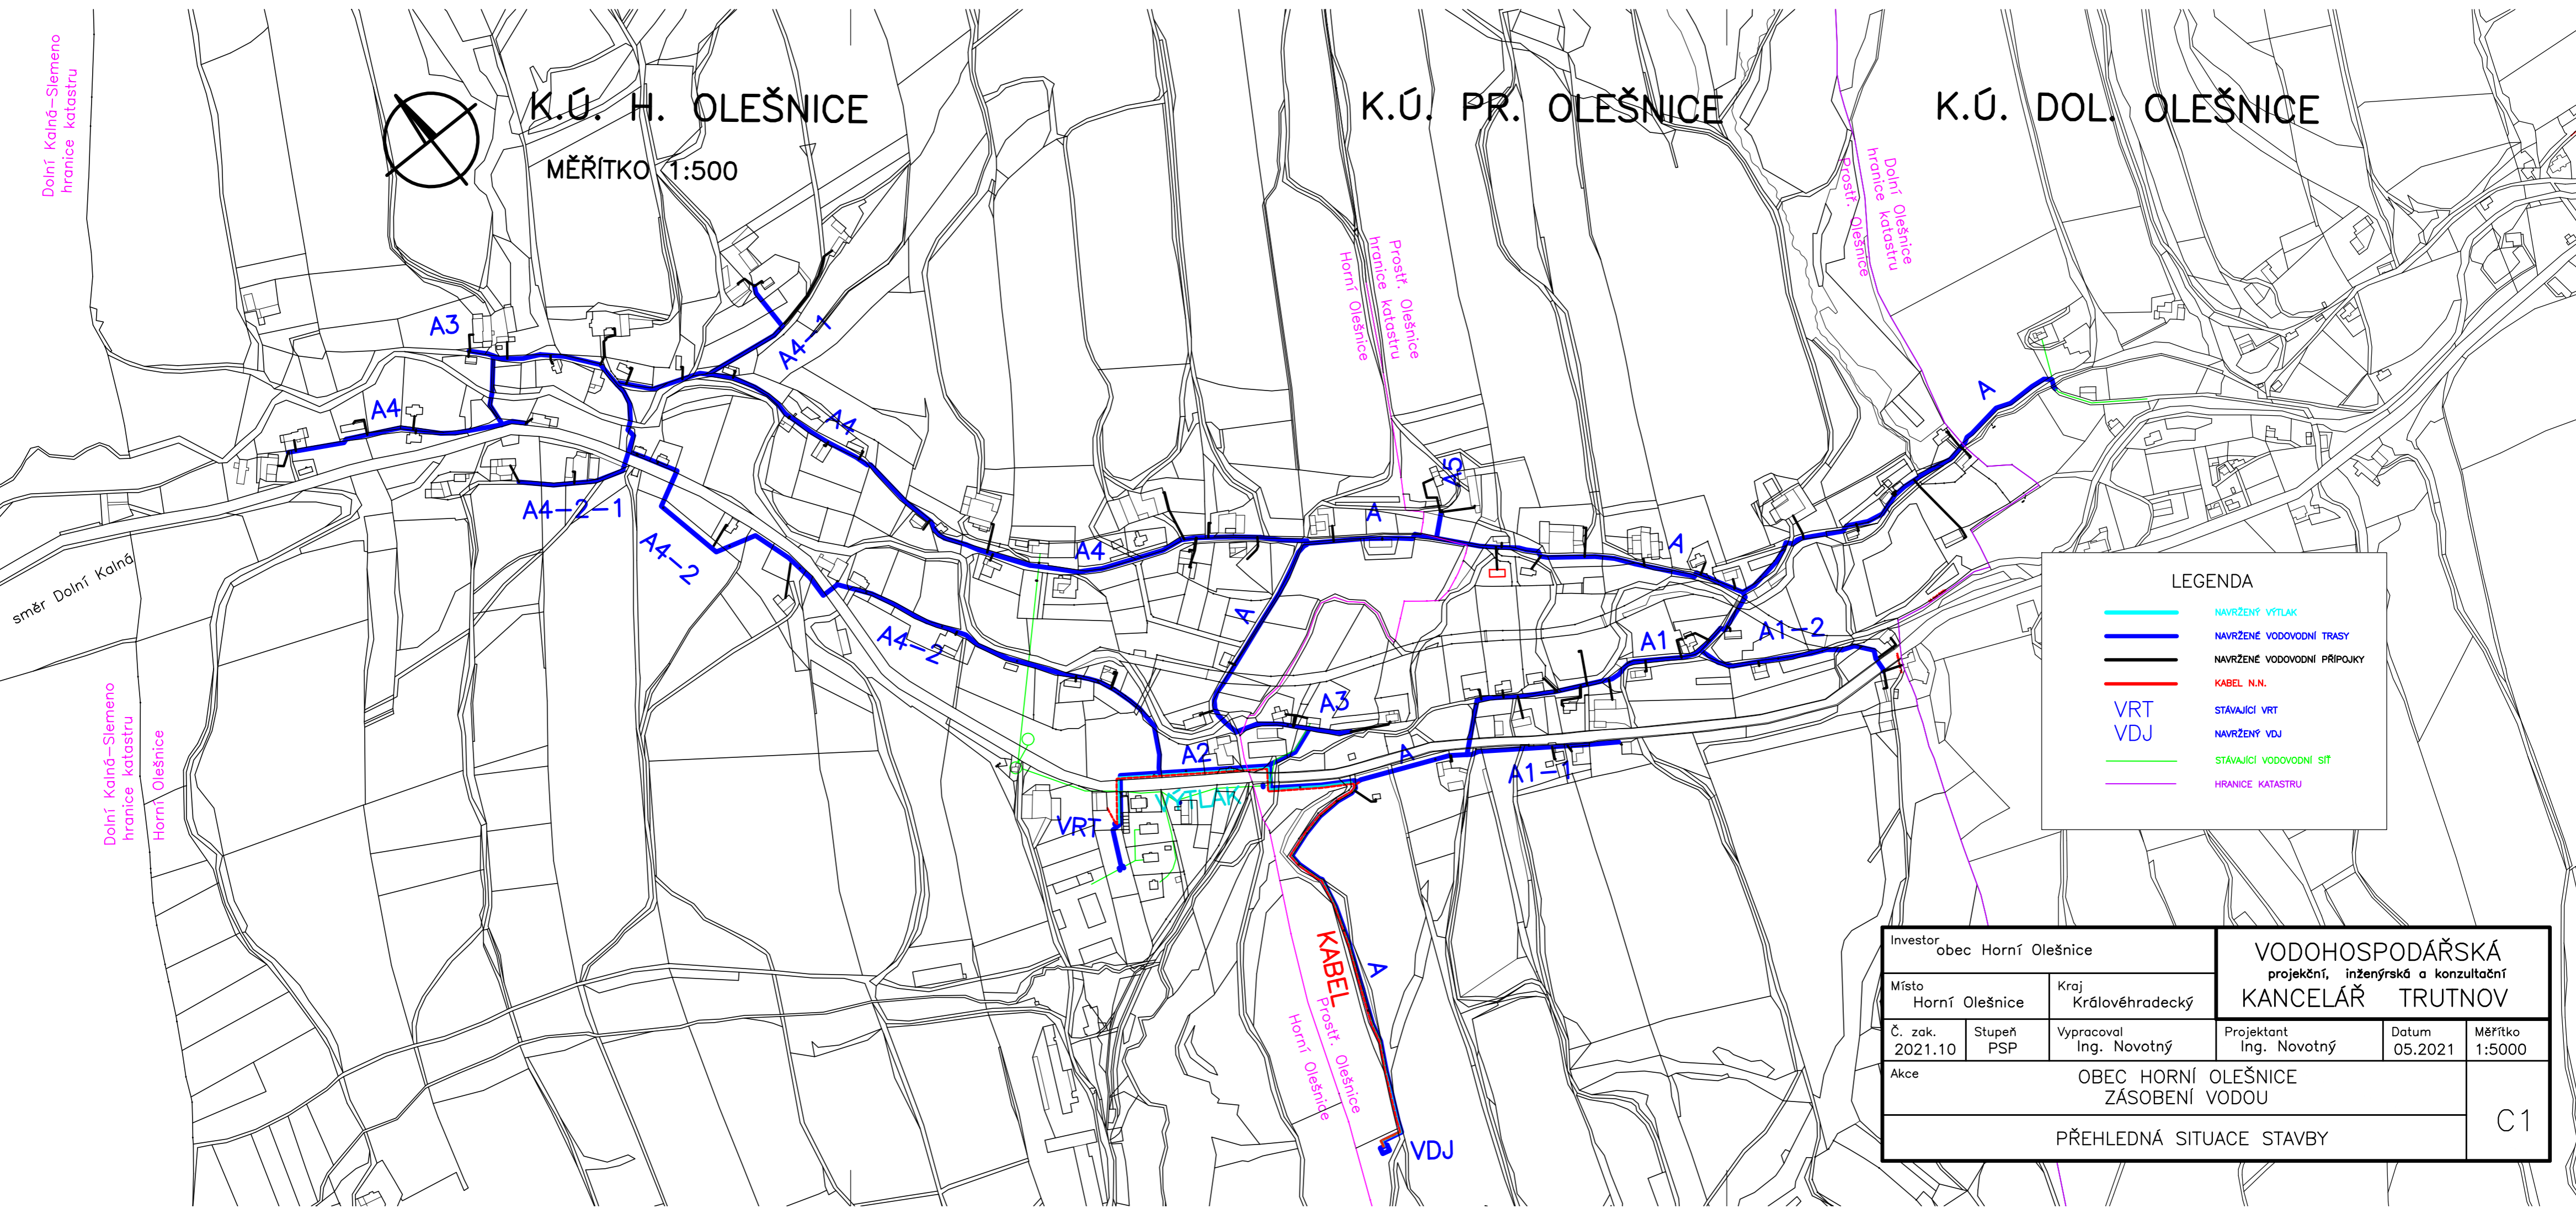 K.Ú. H. OLEŠNICE
MĚŘÍTKO 1:500
K.Ú. PR. OLEŠNICE
K.Ú. DOL. OLEŠNICE
Dolní Kalná-Slemeno
hranice katastru
Prostř. Olešnice
hranice katastru
Horní Olešnice
Dolní Olešnice
hranice katastru
Prostř. Olešnice
A3
A4
A4-1
A4
A4-2-1
A4-2
A4-2
A4
A
A5
A
A
A
A1
A1-2
A3
A2
A
A1-1
VÝTLAK
VRT
KABEL
A
VDJ
směr Dolní Kalná
Dolní Kalná-Slemeno
hranice katastru
Horní Olešnice
Prostř. Olešnice
Horní Olešnice
LEGENDA
NAVRŽENÝ VÝTLAK
NAVRŽENÉ VODOVODNÍ TRASY
NAVRŽENÉ VODOVODNÍ PŘÍPOJKY
KABEL N.N.
VRT STÁVAJÍCÍ VRT
VDJ NAVRŽENÝ VDJ
STÁVAJÍCÍ VODOVODNÍ SÍŤ
HRANICE KATASTRU
Investor obec Horní Olešnice
Místo Horní Olešnice
Kraj Královéhradecký
VODOHOSPODÁŘSKÁ
projekční, inženýrská a konzultační
KANCELÁŘ TRUTNOV
Č. zak. 2021.10
Stupeň PSP
Vypracoval Ing. Novotný
Projektant Ing. Novotný
Datum 05.2021
Měřítko 1:5000
Akce
OBEC HORNÍ OLEŠNICE
ZÁSOBENÍ VODOU
PŘEHLEDNÁ SITUACE STAVBY
C1